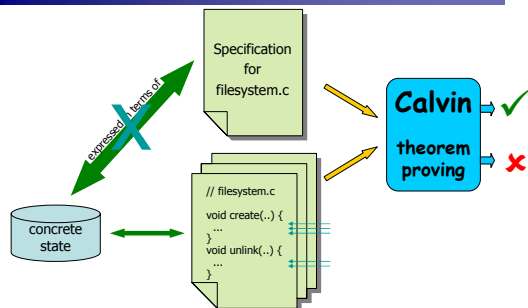 Specification
for
filesystem.c
expressed in terms of
Calvin
theorem
proving
// filesystem.c
void create(..) {
...
}
void unlink(..) {
...
}
concrete
state